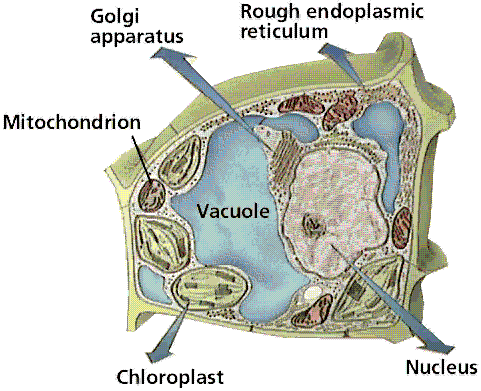 Golgi
apparatus
Rough endoplasmic
reticulum
Mitochondrion
Vacuole
Chloroplast
Nucleus